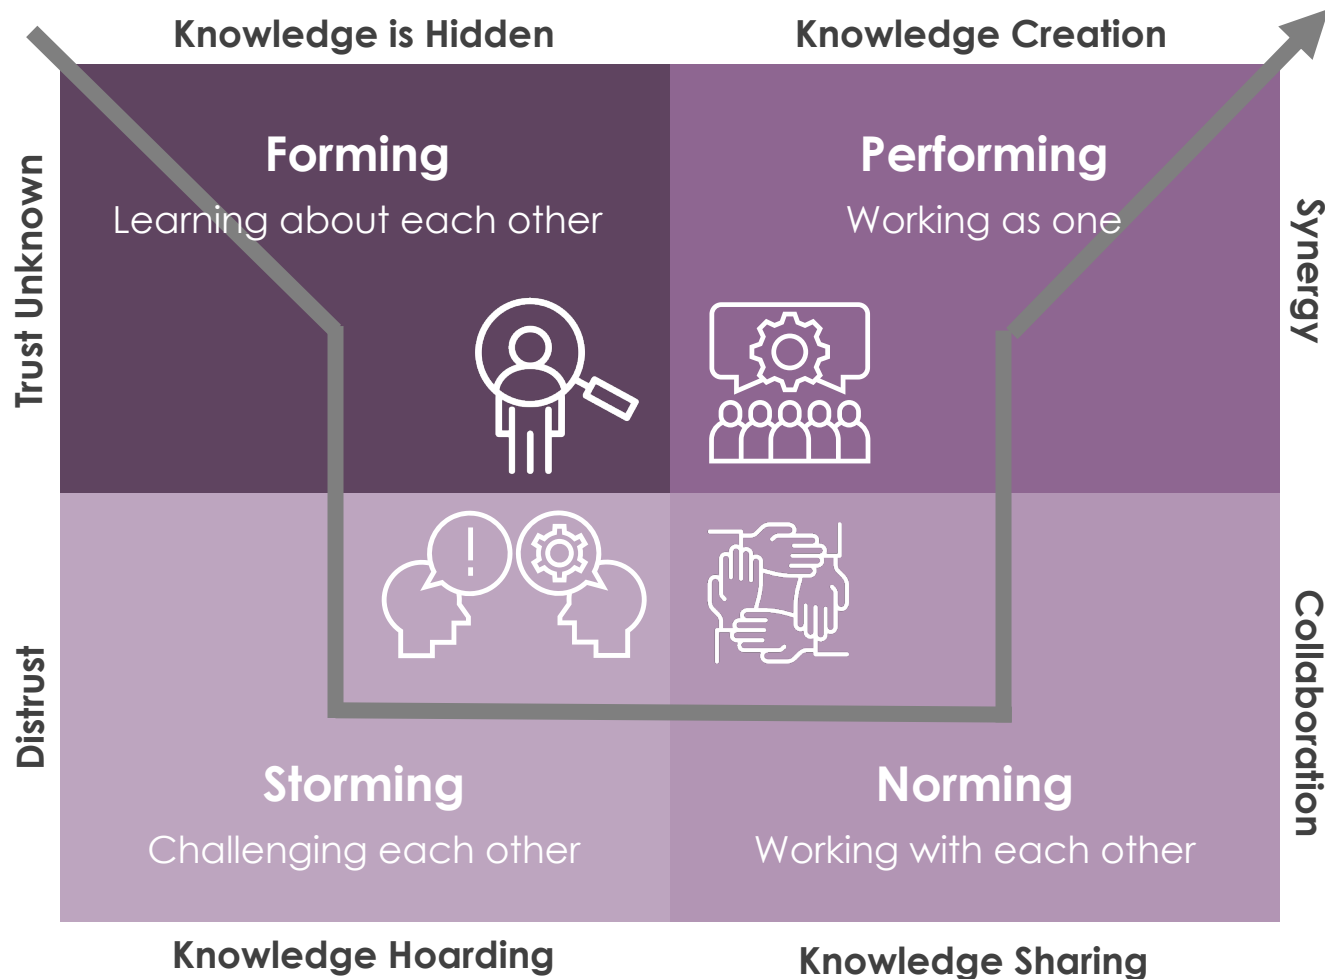 Knowledge is Hidden
Knowledge Creation
Trust Unknown
Forming
Learning about each other
Performing
Working as one
Synergy
Distrust
Storming
Challenging each other
Norming
Working with each other
Collaboration
Knowledge Hoarding
Knowledge Sharing